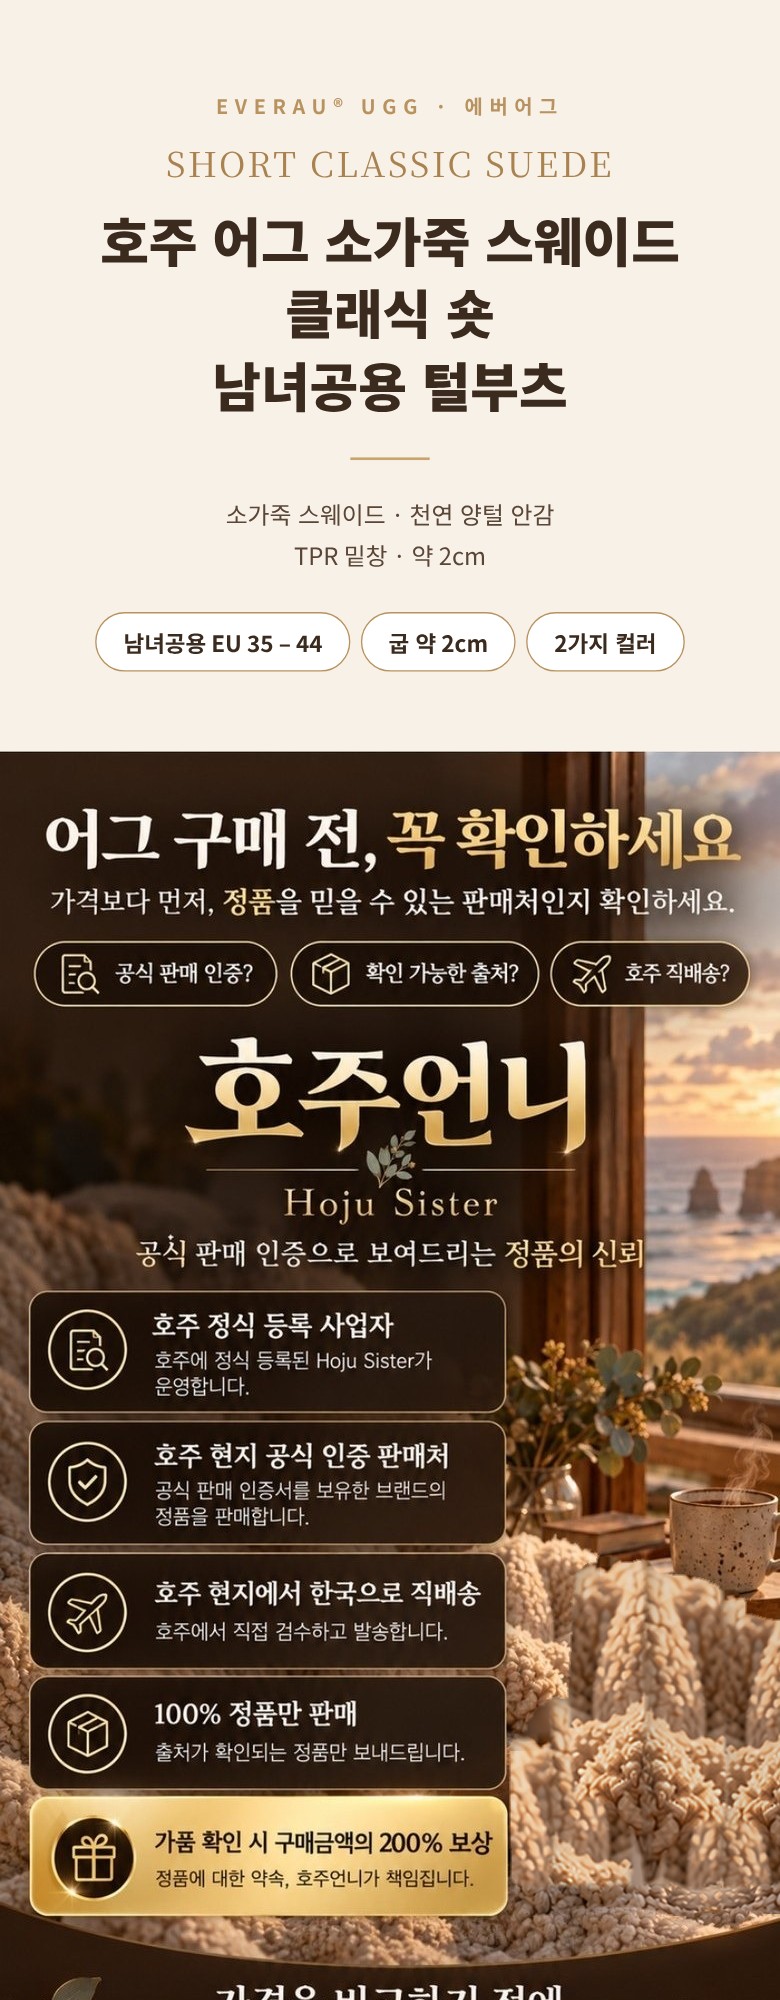 EVERAU® UGG · 에버어그
SHORT CLASSIC SUEDE
호주 어그 소가죽 스웨이드
클래식 숏
남녀공용 털부츠
소가죽 스웨이드 · 천연 양털 안감
TPR 밑창 · 약 2cm
남녀공용 EU 35 – 44
굽 약 2cm
2가지 컬러
어그 구매 전, 꼭 확인하세요
가격보다 먼저, 정품을 믿을 수 있는 판매처인지 확인하세요.
공식 판매 인증?
확인 가능한 출처?
호주 직배송?
호주언니
Hoju Sister
공식 판매 인증으로 보여드리는 정품의 신뢰
호주 정식 등록 사업자
호주에 정식 등록된 Hoju Sister가
운영합니다.
호주 현지 공식 인증 판매처
공식 판매 인증서를 보유한 브랜드의
정품을 판매합니다.
호주 현지에서 한국으로 직배송
호주에서 직접 검수하고 발송합니다.
100% 정품만 판매
출처가 확인되는 정품만 보내드립니다.
가품 확인 시 구매금액의 200% 보상
정품에 대한 약속, 호주언니가 책임집니다.
가격을 비교하기 전에